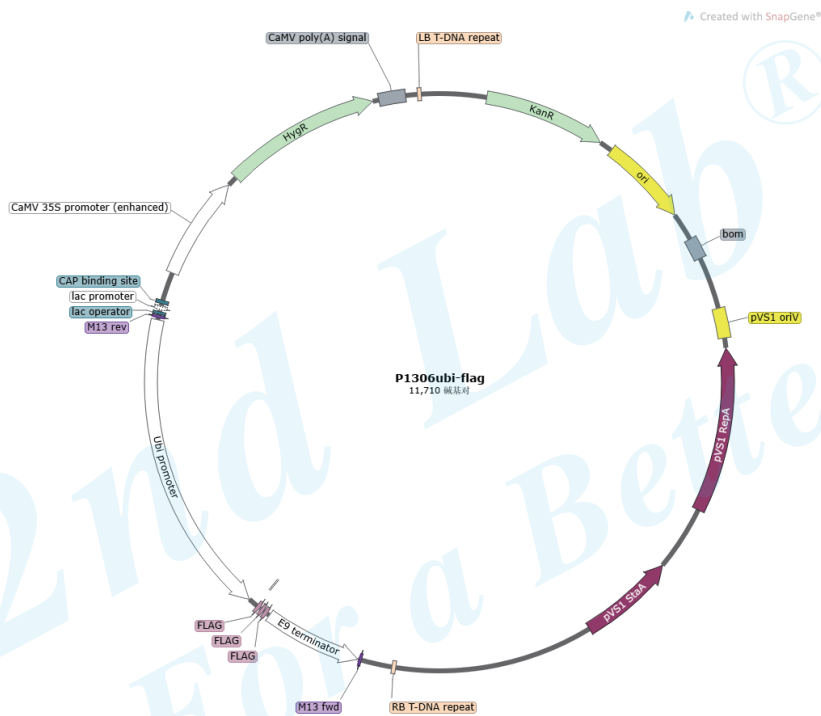 Created with SnapGene®
CaMV poly(A) signal
LB T-DNA repeat
HygR
KanR
ori
CaMV 35S promoter (enhanced)
bom
CAP binding site
lac promoter
lac operator
M13 rev
pVS1 oriV
P1306ubi-flag
11,710 碱基对
pVS1 RepA
Ubi promoter
pVS1 StaA
FLAG
FLAG
FLAG
E9 terminator
M13 fwd
RB T-DNA repeat
2nd Lab®
For a Bette